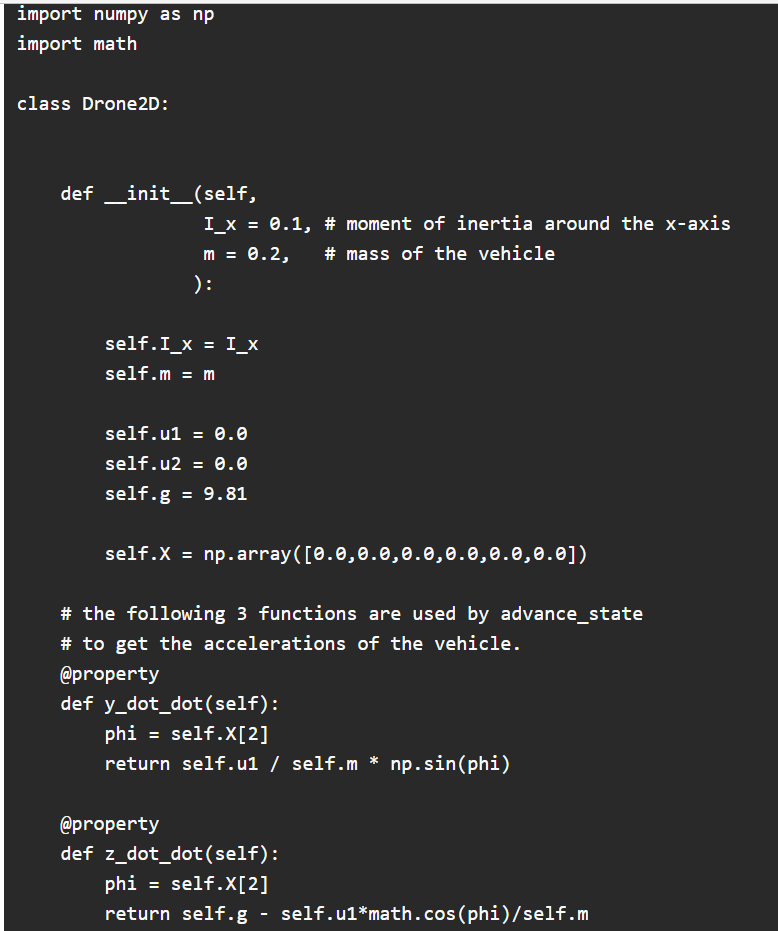 import numpy as np
import math
class Drone2D:
def __init__(self,
I_x = 0.1, # moment of inertia around the x-axis
m = 0.2,   # mass of the vehicle
):
self.I_x = I_x
self.m = m
self.u1 = 0.0
self.u2 = 0.0
self.g = 9.81
self.X = np.array([0.0,0.0,0.0,0.0,0.0,0.0])
# the following 3 functions are used by advance_state
# to get the accelerations of the vehicle.
@property
def y_dot_dot(self):
phi = self.X[2]
return self.u1 / self.m * np.sin(phi)
@property
def z_dot_dot(self):
phi = self.X[2]
return self.g - self.u1*math.cos(phi)/self.m